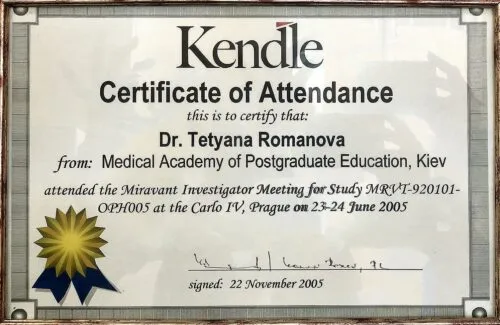 Kendle
Certificate of Attendance
this is to certify that:
Dr. Tetyana Romanova
from: Medical Academy of Postgraduate Education, Kiev
attended the Miravant Investigator Meeting for Study MRVT-920101-
OPH005 at the Carlo IV, Prague on 23-24 June 2005
signed: 22 November 2005